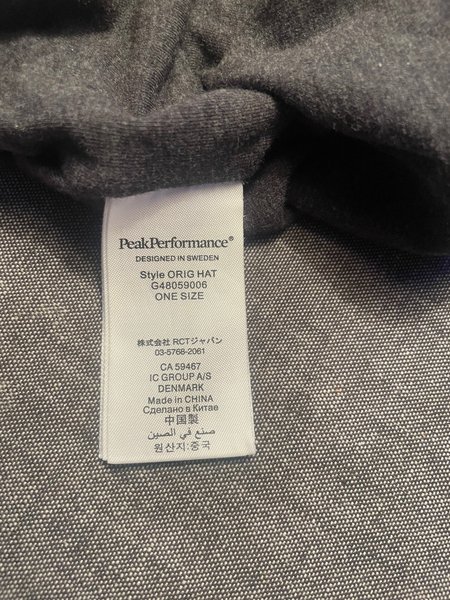 PeakPerformance®
DESIGNED IN SWEDEN
Style ORIG HAT
G48059006
ONE SIZE
株式会社 RCTジャパン
03-5768-2061
CA 59467
IC GROUP A/S
DENMARK
Made in CHINA
Сделано в Китае
中国製
صنع في الصين
원산지:중국